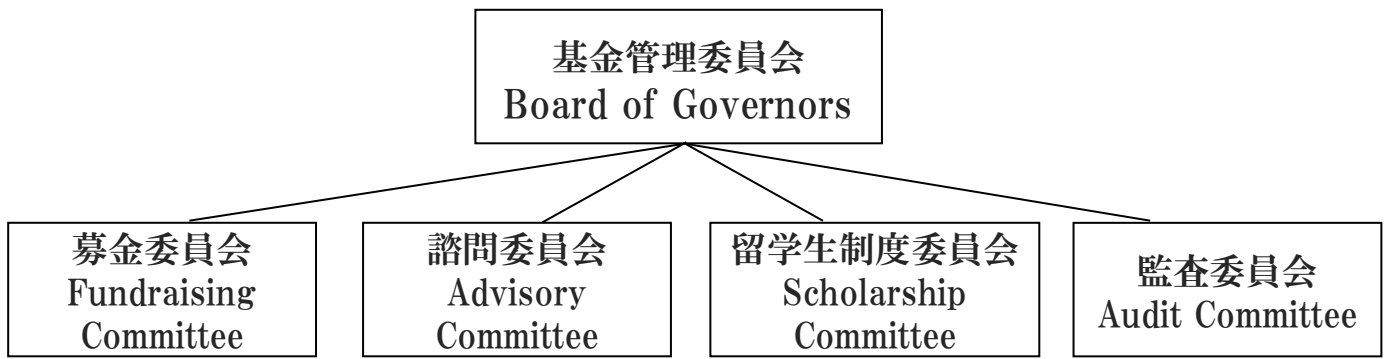 基金管理委員会
Board of Governors
募金委員会
Fundraising
Committee
諮問委員会
Advisory
Committee
留学生制度委員会
Scholarship
Committee
監査委員会
Audit Committee